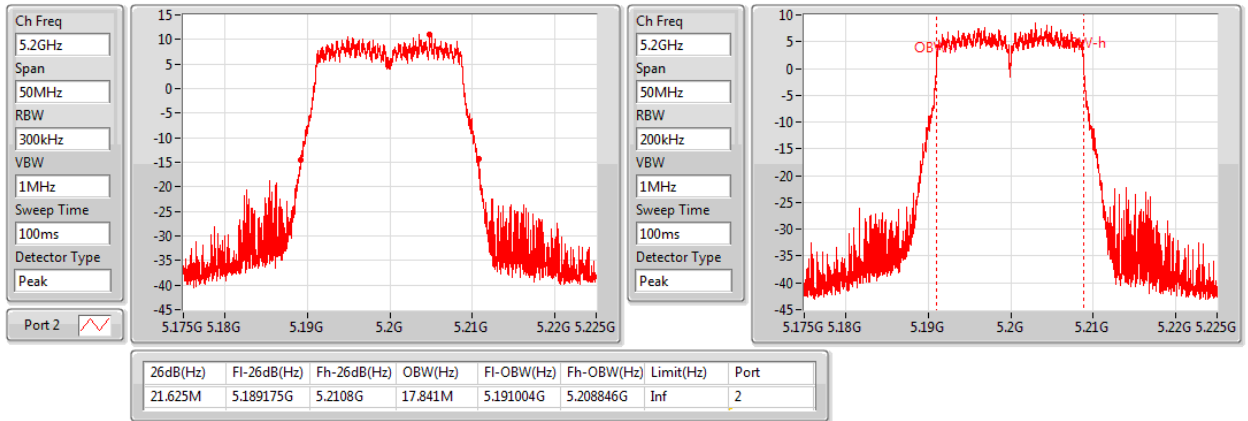 Ch Freq
5.2GHz
Span
50MHz
RBW
300kHz
VBW
1MHz
Sweep Time
100ms
Detector Type
Peak
Port 2
15
10
5
0
-5
-10
-15
-20
-25
-30
-35
-40
-45
5.175G 5.18G 5.19G 5.2G 5.21G 5.22G 5.225G
Ch Freq
5.2GHz
Span
50MHz
RBW
200kHz
VBW
1MHz
Sweep Time
100ms
Detector Type
Peak
10
5
0
-5
-10
-15
-20
-25
-30
-35
-40
-45
5.175G 5.18G 5.19G 5.2G 5.21G 5.22G 5.225G
26dB(Hz) Fl-26dB(Hz) Fh-26dB(Hz) OBW(Hz) Fl-OBW(Hz) Fh-OBW(Hz) Limit(Hz) Port
21.625M 5.189175G 5.2108G 17.841M 5.191004G 5.208846G Inf 2